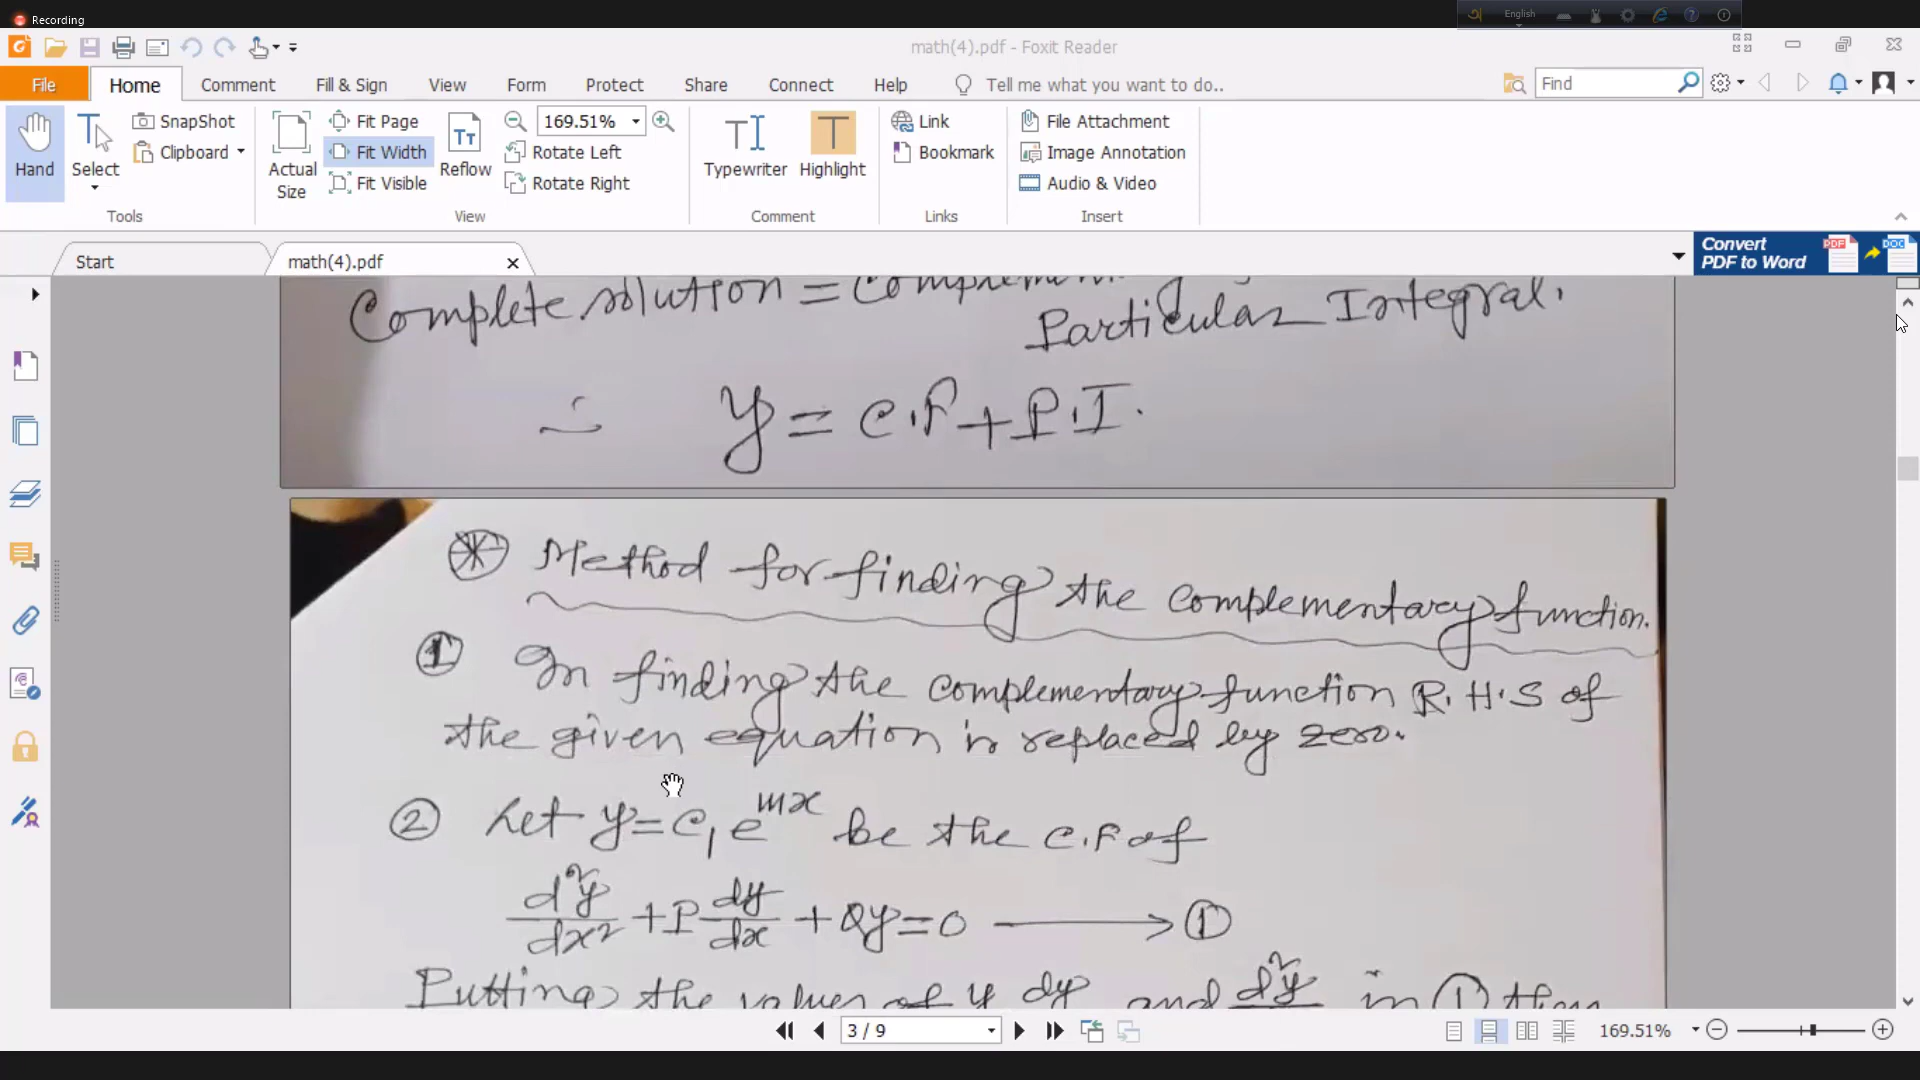 Recording
English
math(4).pdf - Foxit Reader
File
Home
Comment
Fill & Sign
View
Form
Protect
Share
Connect
Help
Tell me what you want to do..
Find
Hand
Select
SnapShot
Clipboard
Tools
Actual Size
Fit Page
Fit Width
Fit Visible
Reflow
169.51%
Rotate Left
Rotate Right
View
Typewriter
Highlight
Comment
Link
Bookmark
Links
File Attachment
Image Annotation
Audio & Video
Insert
Start
math(4).pdf
Convert
PDF to Word
PDF
DOC
Complete solution =
Particular Integral.
∴ y = C.F + P.I.
Method for finding the complementary function.
① In finding the complementary function R.H.S of
the given equation is replaced by zero.
② Let y = c₁ e^mx be the C.F of
d²y/dx² + P dy/dx + Qy = 0 ⟶ ①
Putting the values of y dy and d²y in ① then
3 / 9
169.51%